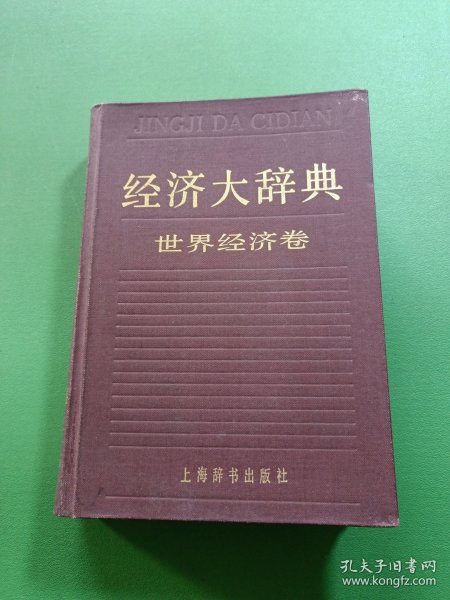 JINGJI DA CIDIAN
经济大辞典
世界经济卷
上海辞书出版社
孔夫子旧书网
www.kongfz.com